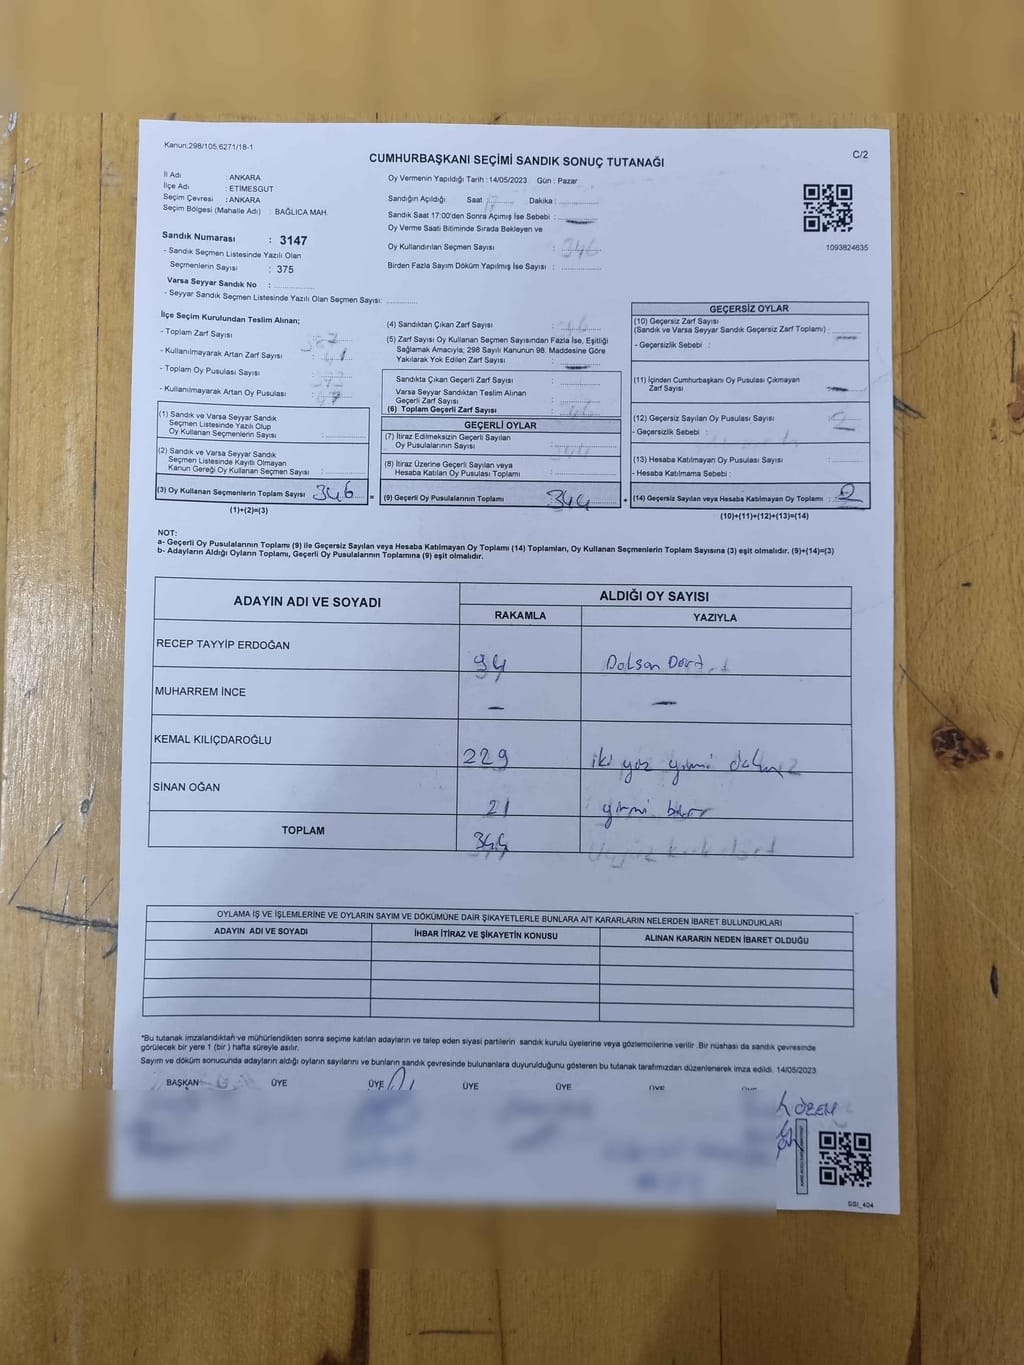 Kanun;298/105;6271/18-1
CUMHURBAŞKANI SEÇİMİ SANDIK SONUÇ TUTANAĞI
C/2
İl Adı : ANKARA
İlçe Adı : ETİMESGUT
Seçim Çevresi : ANKARA
Seçim Bölgesi (Mahalle Adı) : BAĞLICA MAH.
Sandık Numarası : 3147
- Sandık Seçmen Listesinde Yazılı Olan
Seçmenlerin Sayısı : 375
Varsa Seyyar Sandık No :
- Seyyar Sandık Seçmen Listesinde Yazılı Olan Seçmen Sayısı:
Oy Vermenin Yapıldığı Tarih : 14/05/2023 Gün : Pazar
Sandığın Açıldığı Saat 17 Dakika :
Sandık Saat 17:00'den Sonra Açımış İse Sebebi :
Oy Verme Saati Bitiminde Sırada Bekleyen ve
Oy Kullandırılan Seçmen Sayısı : 346
Birden Fazla Sayım Döküm Yapılmış İse Sayısı :
1093824635
İlçe Seçim Kurulundan Teslim Alınan;
- Toplam Zarf Sayısı
- Kullanılmayarak Artan Zarf Sayısı :
- Toplam Oy Pusulası Sayısı :
- Kullanılmayarak Artan Oy Pusulası :
(1) Sandık ve Varsa Seyyar Sandık
Seçmen Listesinde Yazılı Olup
Oy Kullanan Seçmenlerin Sayısı :
(2) Sandık ve Varsa Seyyar Sandık
Seçmen Listesinde Kayıtlı Olmayan
Kanun Gereği Oy Kullanan Seçmen Sayısı :
(3) Oy Kullanan Seçmenlerin Toplam Sayısı 346 =
(1)+(2)=(3)
(4) Sandıktan Çıkan Zarf Sayısı :
(5) Zarf Sayısı Oy Kullanan Seçmen Sayısından Fazla İse, Eşitliği
Sağlamak Amacıyla; 298 Sayılı Kanunun 98. Maddesine Göre
Yakılarak Yok Edilen Zarf Sayısı :
Sandıkta Çıkan Geçerli Zarf Sayısı :
Varsa Seyyar Sandıktan Teslim Alınan
Geçerli Zarf Sayısı :
(6) Toplam Geçerli Zarf Sayısı :
GEÇERLİ OYLAR
(7) İtiraz Edilmeksizin Geçerli Sayılan
Oy Pusulalarının Sayısı :
(8) İtiraz Üzerine Geçerli Sayılan veya
Hesaba Katılan Oy Pusulası Toplamı :
(9) Geçerli Oy Pusulalarının Toplamı 344 +
GEÇERSİZ OYLAR
(10) Geçersiz Zarf Sayısı
(Sandık ve Varsa Seyyar Sandık Geçersiz Zarf Toplamı) :
- Geçersizlik Sebebi :
(11) İçinden Cumhurbaşkanı Oy Pusulası Çıkmayan
Zarf Sayısı
(12) Geçersiz Sayılan Oy Pusulası Sayısı : 2
- Geçersizlik Sebebi :
(13) Hesaba Katılmayan Oy Pusulası Sayısı :
- Hesaba Katılmama Sebebi :
(14) Geçersiz Sayılan veya Hesaba Katılmayan Oy Toplamı : 2
(10)+(11)+(12)+(13)=(14)
NOT:
a- Geçerli Oy Pusulalarının Toplamı (9) ile Geçersiz Sayılan veya Hesaba Katılmayan Oy Toplamı (14) Toplamları, Oy Kullanan Seçmenlerin Toplam Sayısına (3) eşit olmalıdır. (9)+(14)=(3)
b- Adayların Aldığı Oyların Toplamı, Geçerli Oy Pusulalarının Toplamına (9) eşit olmalıdır.
ADAYIN ADI VE SOYADI
ALDIĞI OY SAYISI
RAKAMLA YAZIYLA
RECEP TAYYİP ERDOĞAN 94 Doksan Dört
MUHARREM İNCE — —
KEMAL KILIÇDAROĞLU 229 iki yüz yirmi dokuz
SİNAN OĞAN 21 yirmi bir
TOPLAM 344 Üçyüz kırk dört
OYLAMA İŞ VE İŞLEMLERİNE VE OYLARIN SAYIM VE DÖKÜMÜNE DAİR ŞİKAYETLERLE BUNLARA AİT KARARLARIN NELERDEN İBARET BULUNDUKLARI
ADAYIN ADI VE SOYADI İHBAR İTİRAZ VE ŞİKAYETİN KONUSU ALINAN KARARIN NEDEN İBARET OLDUĞU
*Bu tutanak imzalandıktan ve mühürlendikten sonra seçime katılan adayların ve talep eden siyasi partilerin sandık kurulu üyelerine veya gözlemcilerine verilir .Bir nüshası da sandık çevresinde
görülecek bir yere 1 (bir ) hafta süreyle asılır.
Sayım ve döküm sonucunda adayların aldığı oyların sayılarını ve bunların sandık çevresinde bulunanlara duyurulduğunu gösteren bu tutanak tarafımızdan düzenlenerek imza edildi. 14/05/2023
BAŞKAN ÜYE ÜYE ÜYE ÜYE ÜYE
ÖZEN
SSI_404